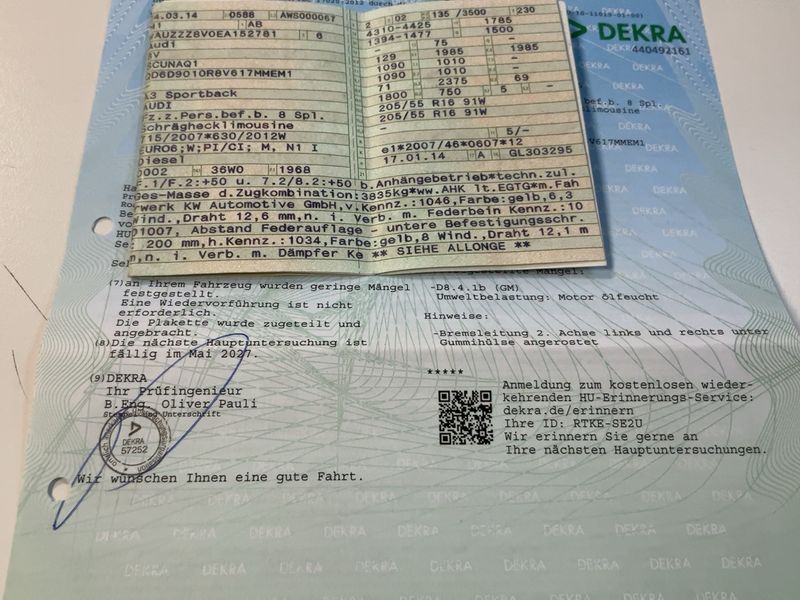 DEKRA
440492161
4.03.14 0588 AWS000067
AB
AUZZZ8V0EA152781 6
Audi
8V
SCUNAQ1
QD6D9010R8V617MMEM1
A3 Sportback
AUDI
Fz.z.Pers.bef.b. 8 Spl.
Schräghecklimousine
715/2007*630/2012W
EURO6;W;PI/CI; M, N1 I
Diesel
0002 36W0 1968
2 02 135 /3500 230
4310-4425 1785
1394-1477 1500
– 75 –
129 1985 1985
1090 1010 –
1090 1010 –
71 2375 69
1800 750 5 –
205/55 R16 91W
205/55 R16 91W
–
– 5/–
e1*2007/46*0607*12
17.01.14 A GL303295
F.1/F.2:+50 u. 7.2/8.2:+50 b.Anhängebetrieb*techn.zul.
Ges-Masse d.Zugkombination:3835kg*ww.AHK lt.EGTG*m.Fah
rwerk KW Automotive GmbH,v.Kennz.:1046,Farbe:gelb,6,3
Wind.,Draht 12,6 mm,n. i. Verb. m. Federbein Kennz.:10
01007, Abstand Federauflage - untere Befestigungsschr.
200 mm,h.Kennz.:1034,Farbe:gelb,8 Wind.,Draht 12,1 m
m,n. i. Verb. m. Dämpfer Ke ** SIEHE ALLONGE **
bef.b. 8 Spl.
limousine
V617MMEM1
(7)an Ihrem Fahrzeug wurden geringe Mängel
festgestellt.
Eine Wiedervorführung ist nicht
erforderlich.
Die Plakette wurde zugeteilt und
angebracht.
(8)Die nächste Hauptuntersuchung ist
fällig im Mai 2027.
(9)DEKRA
Ihr Prüfingenieur
B.Eng. Oliver Pauli
Stempel und Unterschrift
DEKRA
57252
Wir wünschen Ihnen eine gute Fahrt.
-D8.4.1b (GM)
Umweltbelastung: Motor ölfeucht
Hinweise:
-Bremsleitung 2. Achse links und rechts unter
Gummihülse angerostet
*****
Anmeldung zum kostenlosen wieder-
kehrenden HU-Erinnerungs-Service:
dekra.de/erinnern
Ihre ID: RTKE-SE2U
Wir erinnern Sie gerne an
Ihre nächsten Hauptuntersuchungen.